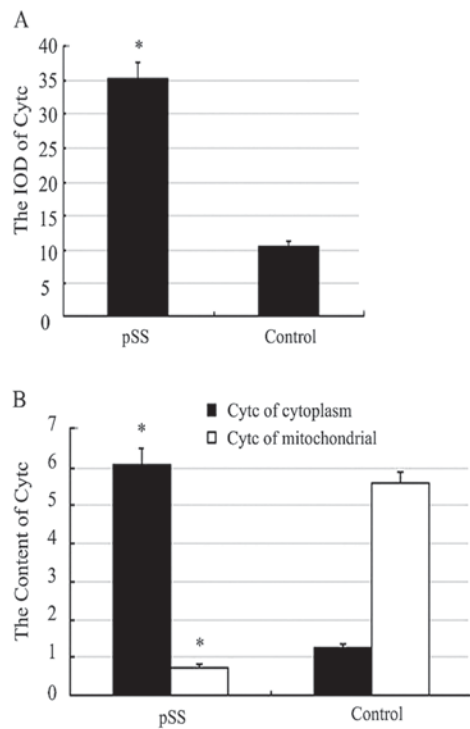 A
The IOD of Cytc
40
35
30
25
20
15
10
5
0
*
pSS
Control
B
Cytc of cytoplasm
Cytc of mitochondrial
The Content of Cytc
7
6
5
4
3
2
1
0
*
*
pSS
Control